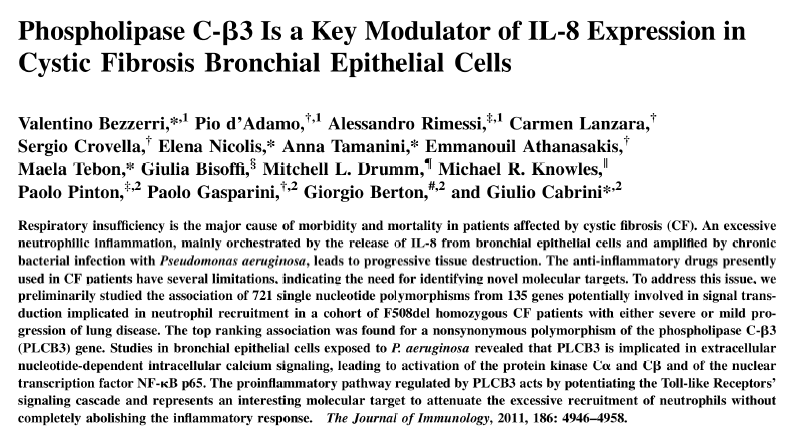 Phospholipase C-β3 Is a Key Modulator of IL-8 Expression in
Cystic Fibrosis Bronchial Epithelial Cells
Valentino Bezzerri,*,1 Pio d'Adamo,†,1 Alessandro Rimessi,‡,1 Carmen Lanzara,†
Sergio Crovella,† Elena Nicolis,* Anna Tamanini,* Emmanouil Athanasakis,†
Maela Tebon,* Giulia Bisoffi,§ Mitchell L. Drumm,¶ Michael R. Knowles,‖
Paolo Pinton,‡,2 Paolo Gasparini,†,2 Giorgio Berton,#,2 and Giulio Cabrini*,2
Respiratory insufficiency is the major cause of morbidity and mortality in patients affected by cystic fibrosis (CF). An excessive
neutrophilic inflammation, mainly orchestrated by the release of IL-8 from bronchial epithelial cells and amplified by chronic
bacterial infection with Pseudomonas aeruginosa, leads to progressive tissue destruction. The anti-inflammatory drugs presently
used in CF patients have several limitations, indicating the need for identifying novel molecular targets. To address this issue, we
preliminarily studied the association of 721 single nucleotide polymorphisms from 135 genes potentially involved in signal trans-
duction implicated in neutrophil recruitment in a cohort of F508del homozygous CF patients with either severe or mild pro-
gression of lung disease. The top ranking association was found for a nonsynonymous polymorphism of the phospholipase C-β3
(PLCB3) gene. Studies in bronchial epithelial cells exposed to P. aeruginosa revealed that PLCB3 is implicated in extracellular
nucleotide-dependent intracellular calcium signaling, leading to activation of the protein kinase Cα and Cβ and of the nuclear
transcription factor NF-κB p65. The proinflammatory pathway regulated by PLCB3 acts by potentiating the Toll-like Receptors'
signaling cascade and represents an interesting molecular target to attenuate the excessive recruitment of neutrophils without
completely abolishing the inflammatory response. The Journal of Immunology, 2011, 186: 4946–4958.